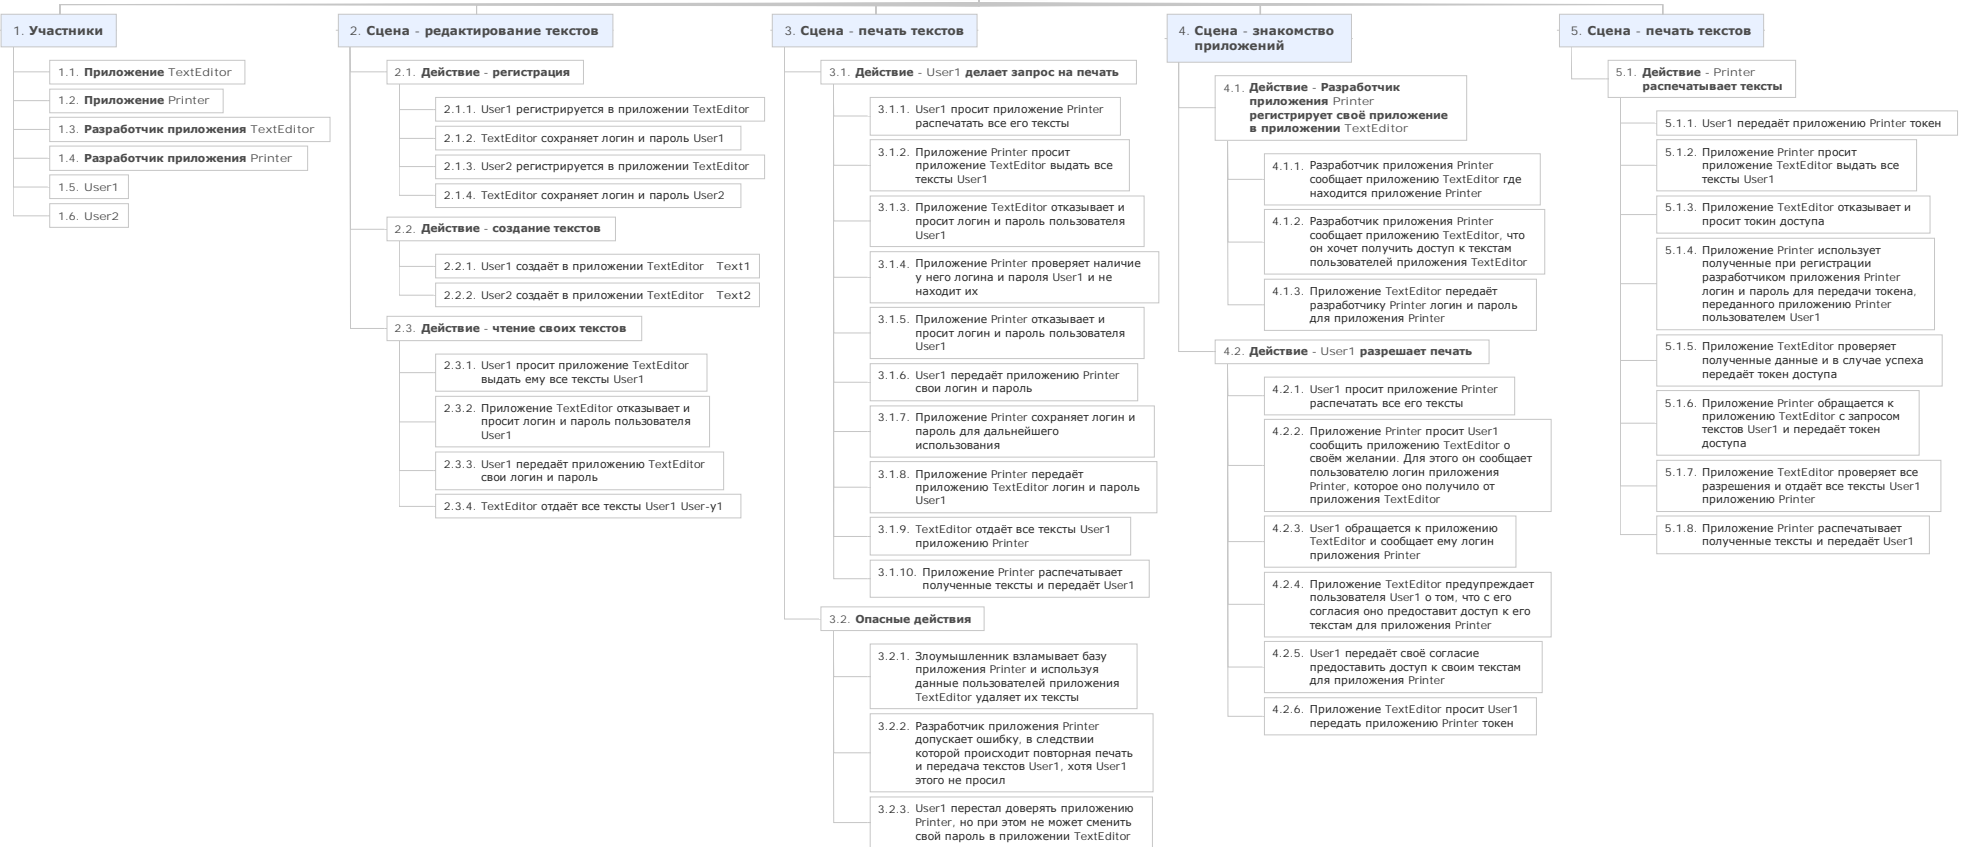 1. Участники
1.1. Приложение TextEditor
1.2. Приложение Printer
1.3. Разработчик приложения TextEditor
1.4. Разработчик приложения Printer
1.5. User1
1.6. User2
2. Сцена - редактирование текстов
2.1. Действие - регистрация
2.1.1. User1 регистрируется в приложении TextEditor
2.1.2. TextEditor сохраняет логин и пароль User1
2.1.3. User2 регистрируется в приложении TextEditor
2.1.4. TextEditor сохраняет логин и пароль User2
2.2. Действие - создание текстов
2.2.1. User1 создаёт в приложении TextEditor Text1
2.2.2. User2 создаёт в приложении TextEditor Text2
2.3. Действие - чтение своих текстов
2.3.1. User1 просит приложение TextEditor
выдать ему все тексты User1
2.3.2. Приложение TextEditor отказывает и
просит логин и пароль пользователя
User1
2.3.3. User1 передаёт приложению TextEditor
свои логин и пароль
2.3.4. TextEditor отдаёт все тексты User1 User-у1
3. Сцена - печать текстов
3.1. Действие - User1 делает запрос на печать
3.1.1. User1 просит приложение Printer
распечатать все его тексты
3.1.2. Приложение Printer просит
приложение TextEditor выдать все
тексты User1
3.1.3. Приложение TextEditor отказывает и
просит логин и пароль пользователя
User1
3.1.4. Приложение Printer проверяет наличие
у него логина и пароля User1 и не
находит их
3.1.5. Приложение Printer отказывает и
просит логин и пароль пользователя
User1
3.1.6. User1 передаёт приложению Printer
свои логин и пароль
3.1.7. Приложение Printer сохраняет логин и
пароль для дальнейшего
использования
3.1.8. Приложение Printer передаёт
приложению TextEditor логин и пароль
User1
3.1.9. TextEditor отдаёт все тексты User1
приложению Printer
3.1.10. Приложение Printer распечатывает
полученные тексты и передаёт User1
3.2. Опасные действия
3.2.1. Злоумышленник взламывает базу
приложения Printer и используя
данные пользователей приложения
TextEditor удаляет их тексты
3.2.2. Разработчик приложения Printer
допускает ошибку, в следствии
которой происходит повторная печать
и передача текстов User1, хотя User1
этого не просил
3.2.3. User1 перестал доверять приложению
Printer, но при этом не может сменить
свой пароль в приложении TextEditor
4. Сцена - знакомство
приложений
4.1. Действие - Разработчик
приложения Printer
регистрирует своё приложение
в приложении TextEditor
4.1.1. Разработчик приложения Printer
сообщает приложению TextEditor где
находится приложение Printer
4.1.2. Разработчик приложения Printer
сообщает приложению TextEditor, что
он хочет получить доступ к текстам
пользователей приложения TextEditor
4.1.3. Приложение TextEditor передаёт
разработчику Printer логин и пароль
для приложения Printer
4.2. Действие - User1 разрешает печать
4.2.1. User1 просит приложение Printer
распечатать все его тексты
4.2.2. Приложение Printer просит User1
сообщить приложению TextEditor о
своём желании. Для этого он сообщает
пользователю логин приложения
Printer, которое оно получило от
приложения TextEditor
4.2.3. User1 обращается к приложению
TextEditor и сообщает ему логин
приложения Printer
4.2.4. Приложение TextEditor предупреждает
пользователя User1 о том, что с его
согласия оно предоставит доступ к его
текстам для приложения Printer
4.2.5. User1 передаёт своё согласие
предоставить доступ к своим текстам
для приложения Printer
4.2.6. Приложение TextEditor просит User1
передать приложению Printer токен
5. Сцена - печать текстов
5.1. Действие - Printer
распечатывает тексты
5.1.1. User1 передаёт приложению Printer токен
5.1.2. Приложение Printer просит
приложение TextEditor выдать все
тексты User1
5.1.3. Приложение TextEditor отказывает и
просит токин доступа
5.1.4. Приложение Printer использует
полученные при регистрации
разработчиком приложения Printer
логин и пароль для передачи токена,
переданного приложению Printer
пользователем User1
5.1.5. Приложение TextEditor проверяет
полученные данные и в случае успеха
передаёт токен доступа
5.1.6. Приложение Printer обращается к
приложению TextEditor с запросом
текстов User1 и передаёт токен
доступа
5.1.7. Приложение TextEditor проверяет все
разрешения и отдаёт все тексты User1
приложению Printer
5.1.8. Приложение Printer распечатывает
полученные тексты и передаёт User1